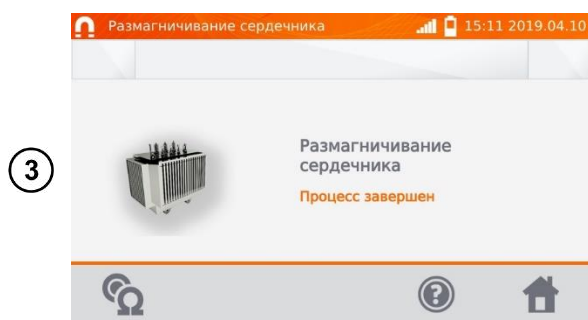 Размагничивание сердечника 15:11 2019.04.10
3
Размагничивание
сердечника
Процесс завершен